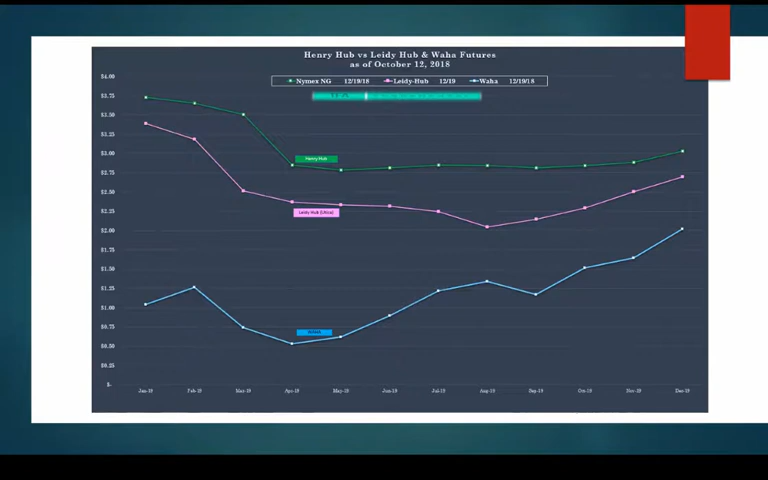 Henry Hub vs Leidy Hub & Waha Futures
as of October 12, 2018
Nymex NG 12/19/18 Leidy-Hub 12/19 Waha 12/19/18
$4.00
$3.75
$3.50
$3.25
$3.00
$2.75
$2.50
$2.25
$2.00
$1.75
$1.50
$1.25
$1.00
$0.75
$0.50
$0.25
$-
Henry Hub
Leidy Hub (Utica)
WAHA
Jan-19 Feb-19 Mar-19 Apr-19 May-19 Jun-19 Jul-19 Aug-19 Sep-19 Oct-19 Nov-19 Dec-19